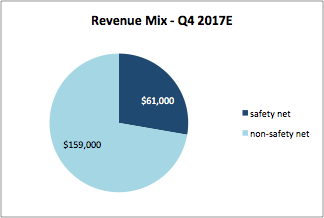 Revenue Mix - Q4 2017E
$61,000
$159,000
safety net
non-safety net